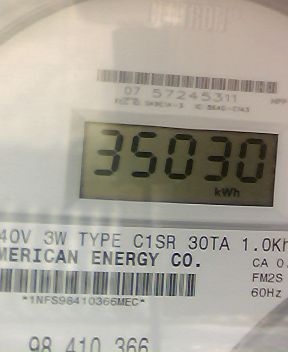 07 57245311
35030
kWh
40V 3W TYPE C1SR 30TA 1.0Kh
MERICAN ENERGY CO.
CA 0.
FM2S
60Hz
*1NFS98410366MEC*
98 410 366